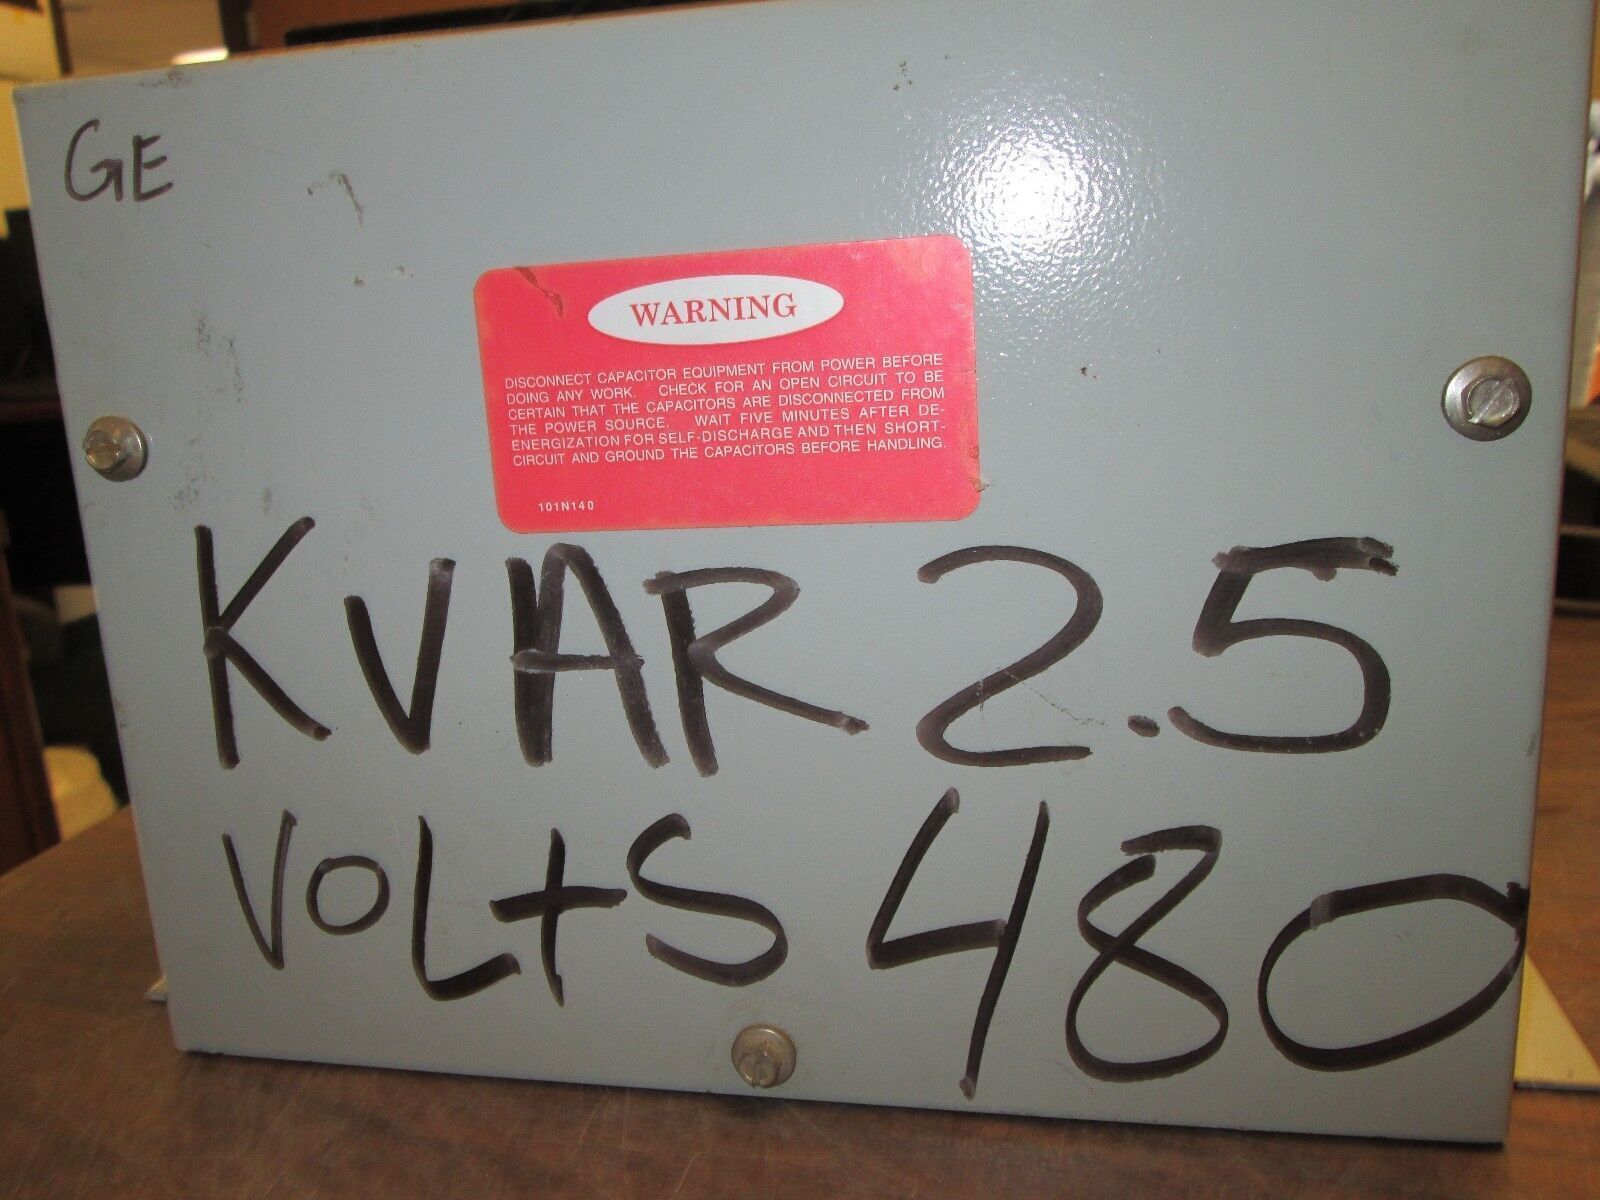 GE
WARNING
DISCONNECT CAPACITOR EQUIPMENT FROM POWER BEFORE
DOING ANY WORK. CHECK FOR AN OPEN CIRCUIT TO BE
CERTAIN THAT THE CAPACITORS ARE DISCONNECTED FROM
THE POWER SOURCE. WAIT FIVE MINUTES AFTER DE-
ENERGIZATION FOR SELF-DISCHARGE AND THEN SHORT-
CIRCUIT AND GROUND THE CAPACITORS BEFORE HANDLING.
101N140
KVAR 2.5
VOLTS 480